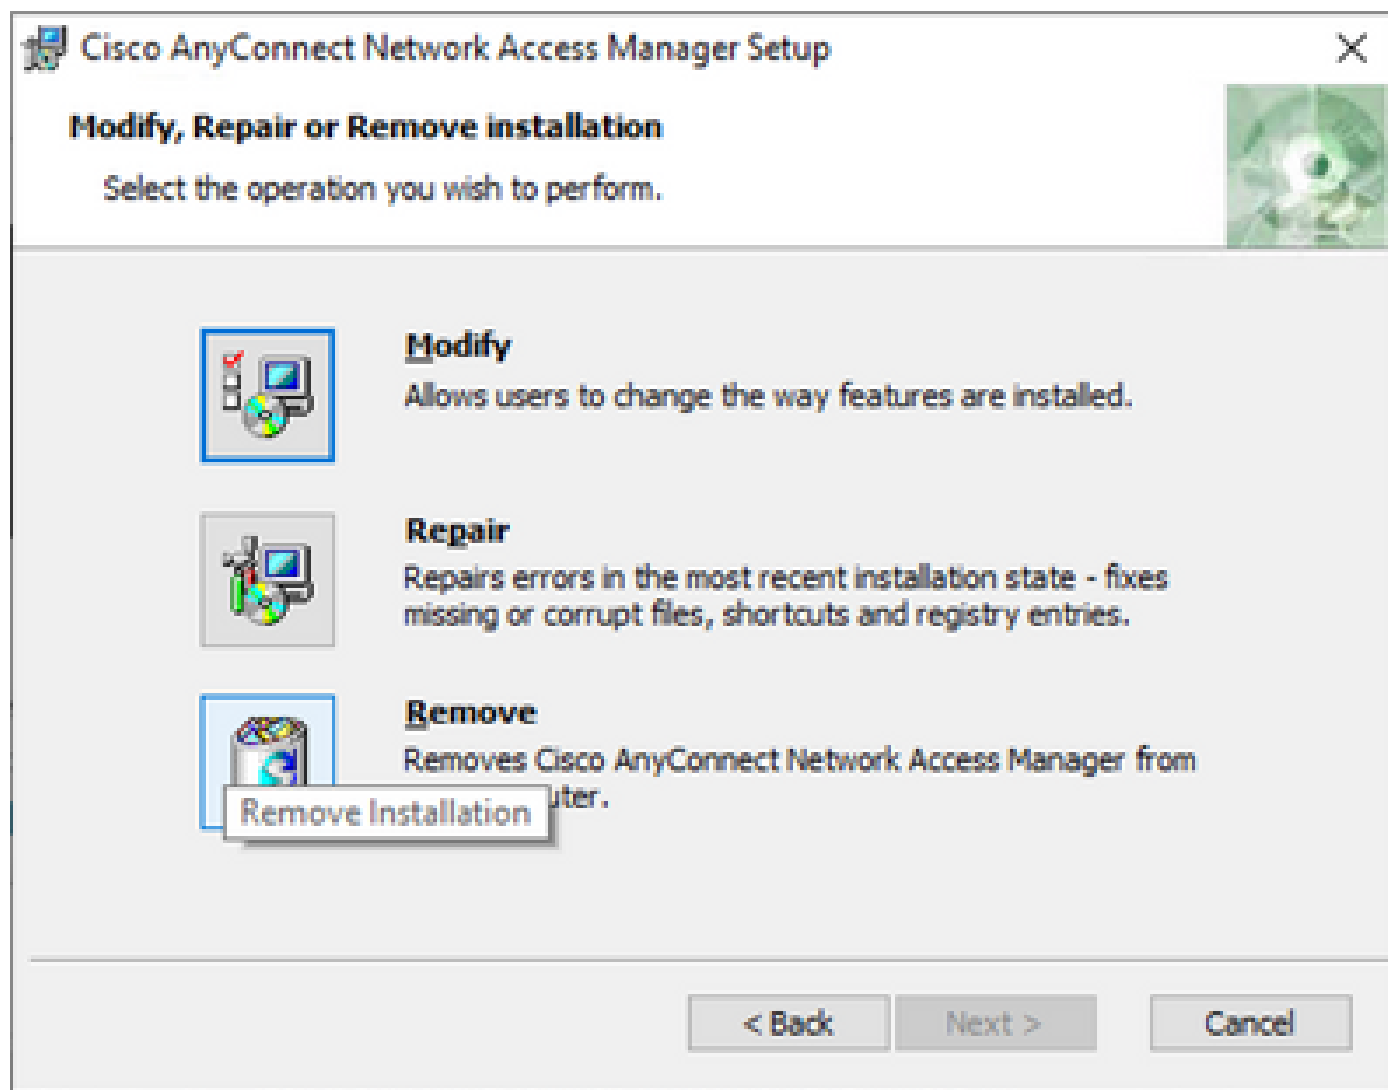 Cisco AnyConnect Network Access Manager Setup
Modify, Repair or Remove installation
Select the operation you wish to perform.
Modify
Allows users to change the way features are installed.
Repair
Repairs errors in the most recent installation state - fixes
missing or corrupt files, shortcuts and registry entries.
Remove
Removes Cisco AnyConnect Network Access Manager from
uter.
Remove Installation
< Back
Next >
Cancel